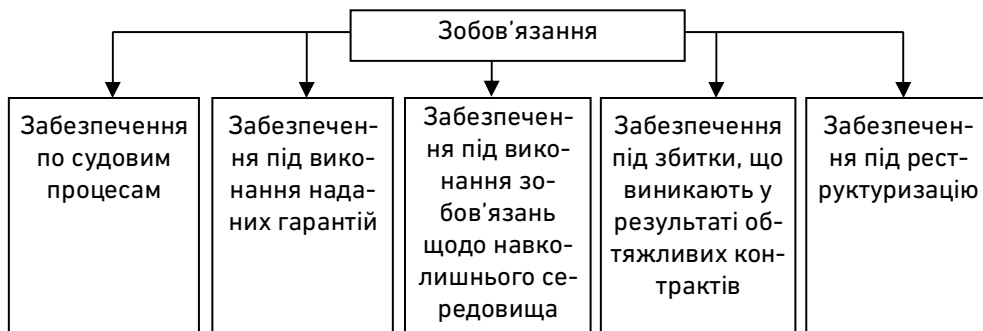 Зобов’язання
Забезпечення
по судовим
процесам
Забезпечен-
ня під вико-
нання нада-
них гарантій
Забезпечен-
ня під вико-
нання зо-
бов’язань
щодо навко-
лишнього се-
редовища
Забезпечення
під збитки, що
виникають у
результаті об-
тяжливих кон-
трактів
Забезпечен-
ня під рест-
руктуризацію